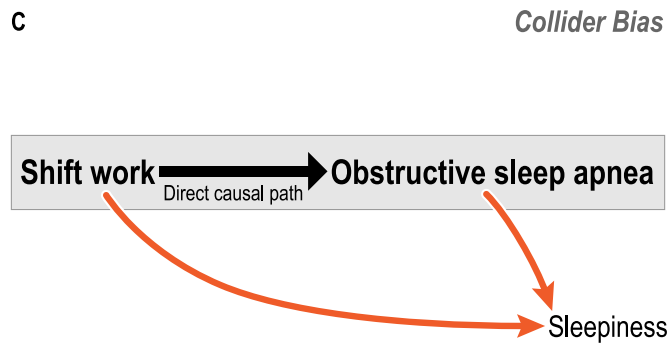 C
Collider Bias
Shift work
Direct causal path
Obstructive sleep apnea
Sleepiness